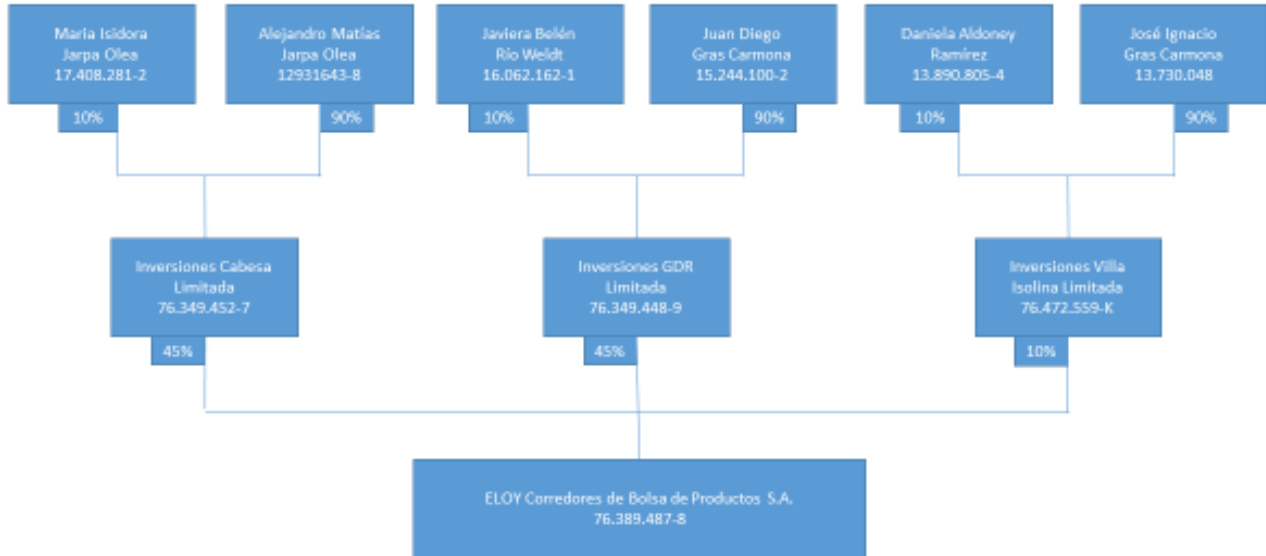 Maria Isidora
Jarpa Olea
17.408.281-2
10%
Alejandro Matías
Jarpa Olea
12931643-8
90%
Javiera Belén
Río Weldt
16.062.162-1
10%
Juan Diego
Gras Carmona
15.244.100-2
90%
Daniela Aldoney
Ramírez
13.890.805-4
10%
José Ignacio
Gras Carmona
13.730.048
90%
Inversiones Cabesa
Limitada
76.349.452-7
45%
Inversiones GDR
Limitada
76.349.448-9
45%
Inversiones Villa
Isolina Limitada
76.472.559-K
10%
ELOY Corredores de Bolsa de Productos S.A.
76.389.487-8